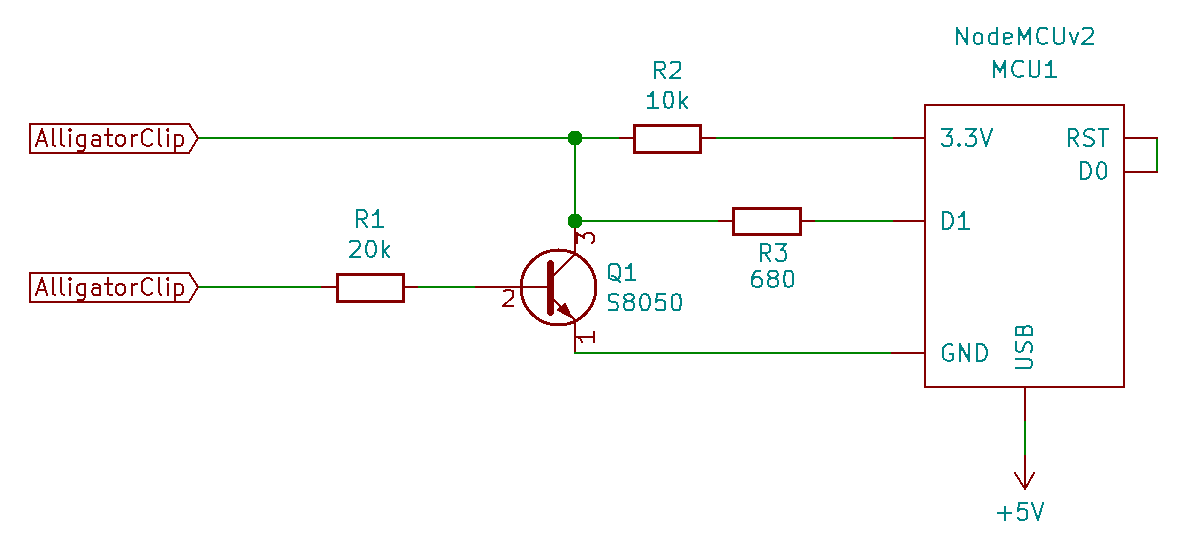 NodeMCUv2
MCU1
R2
10k
AlligatorClip
3.3V
RST
D0
R1
20k
3
D1
R3
680
AlligatorClip
2
Q1
S8050
1
GND
USB
+5V